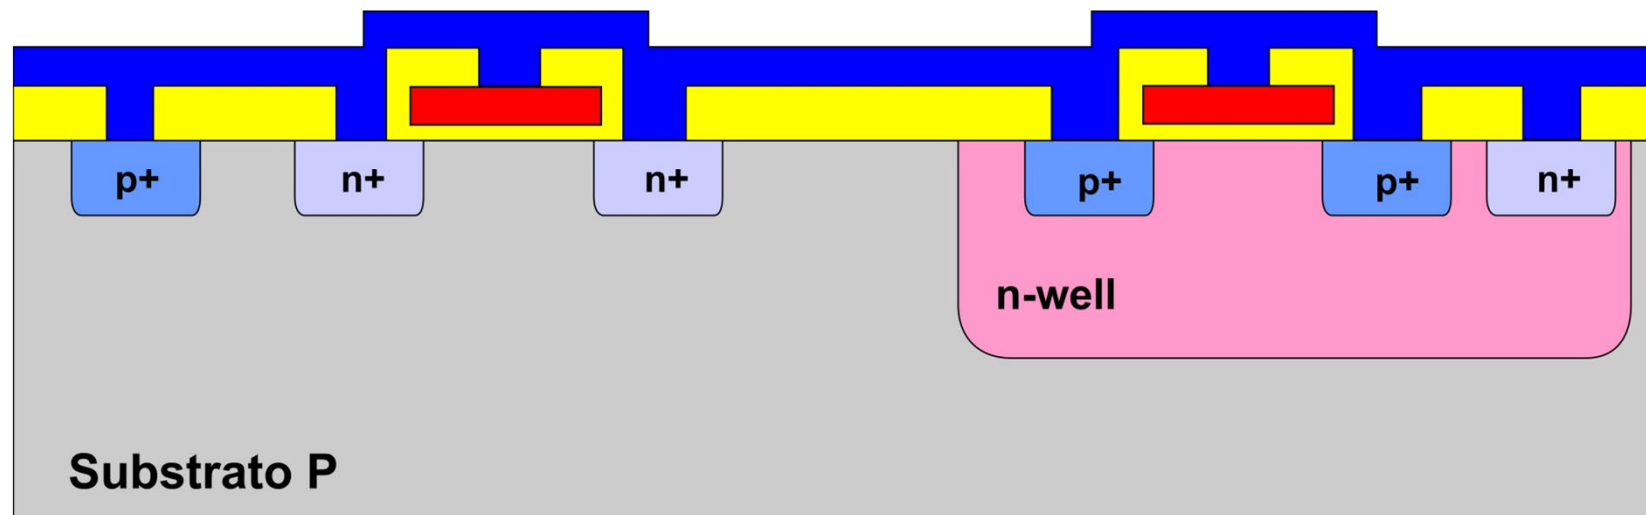 p+
n+
n+
p+
p+
n+
n-well
Substrato P